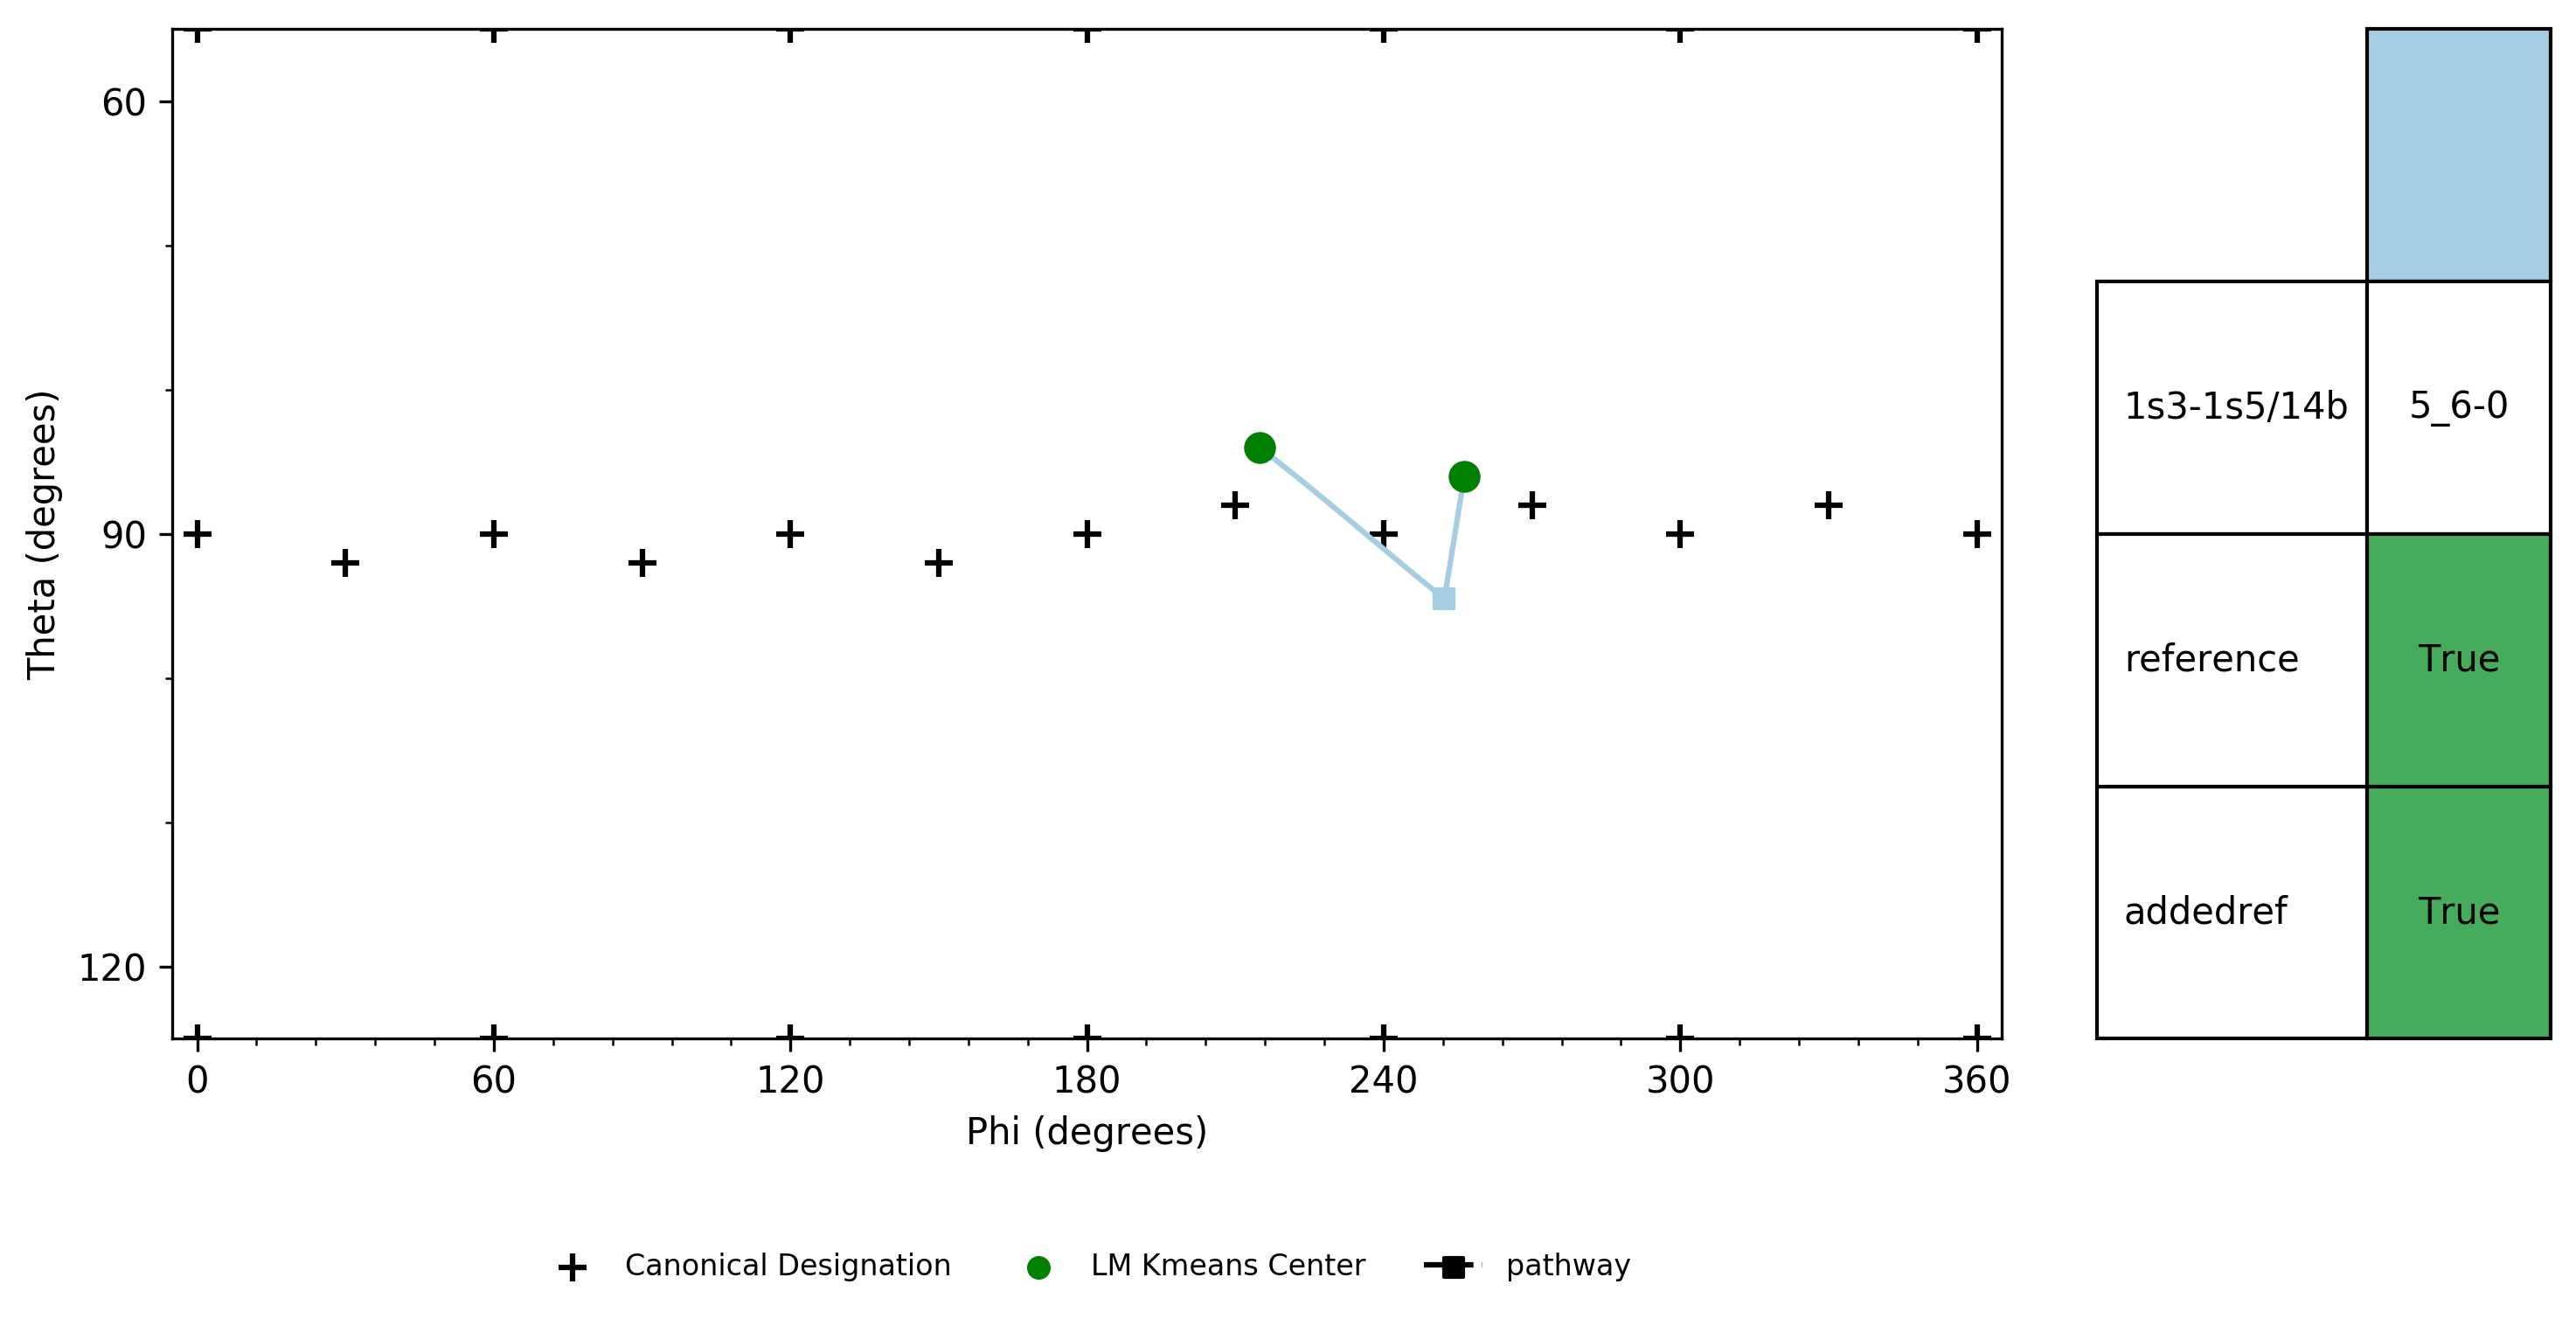 60
90
120
Theta (degrees)
0 60 120 180 240 300 360
Phi (degrees)
Canonical Designation LM Kmeans Center pathway
1s3-1s5/14b 5_6-0
reference True
addedref True